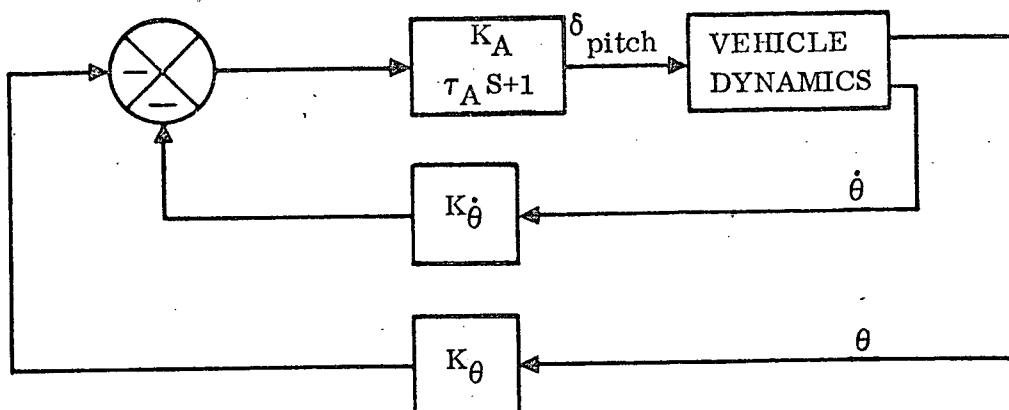 K_A
τ_A S+1
δ_pitch
VEHICLE
DYNAMICS
−
−
K_θ̇
θ̇
K_θ
θ